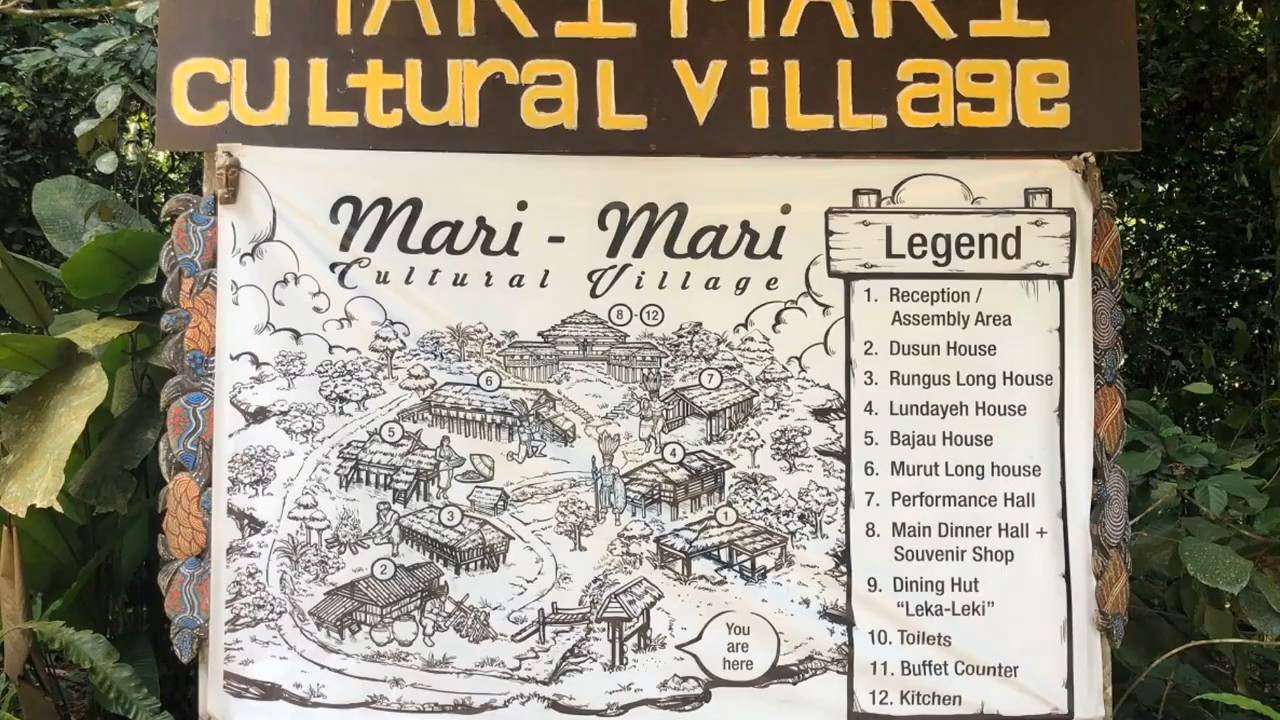 MARI MARI
CULtUraL VILLage
Mari - Mari
Cultural Village
8 - 12
6
7
5
4
3
1
2
You
are
here
Legend
1. Reception /
Assembly Area
2. Dusun House
3. Rungus Long House
4. Lundayeh House
5. Bajau House
6. Murut Long house
7. Performance Hall
8. Main Dinner Hall +
Souvenir Shop
9. Dining Hut
“Leka-Leki”
10. Toilets
11. Buffet Counter
12. Kitchen